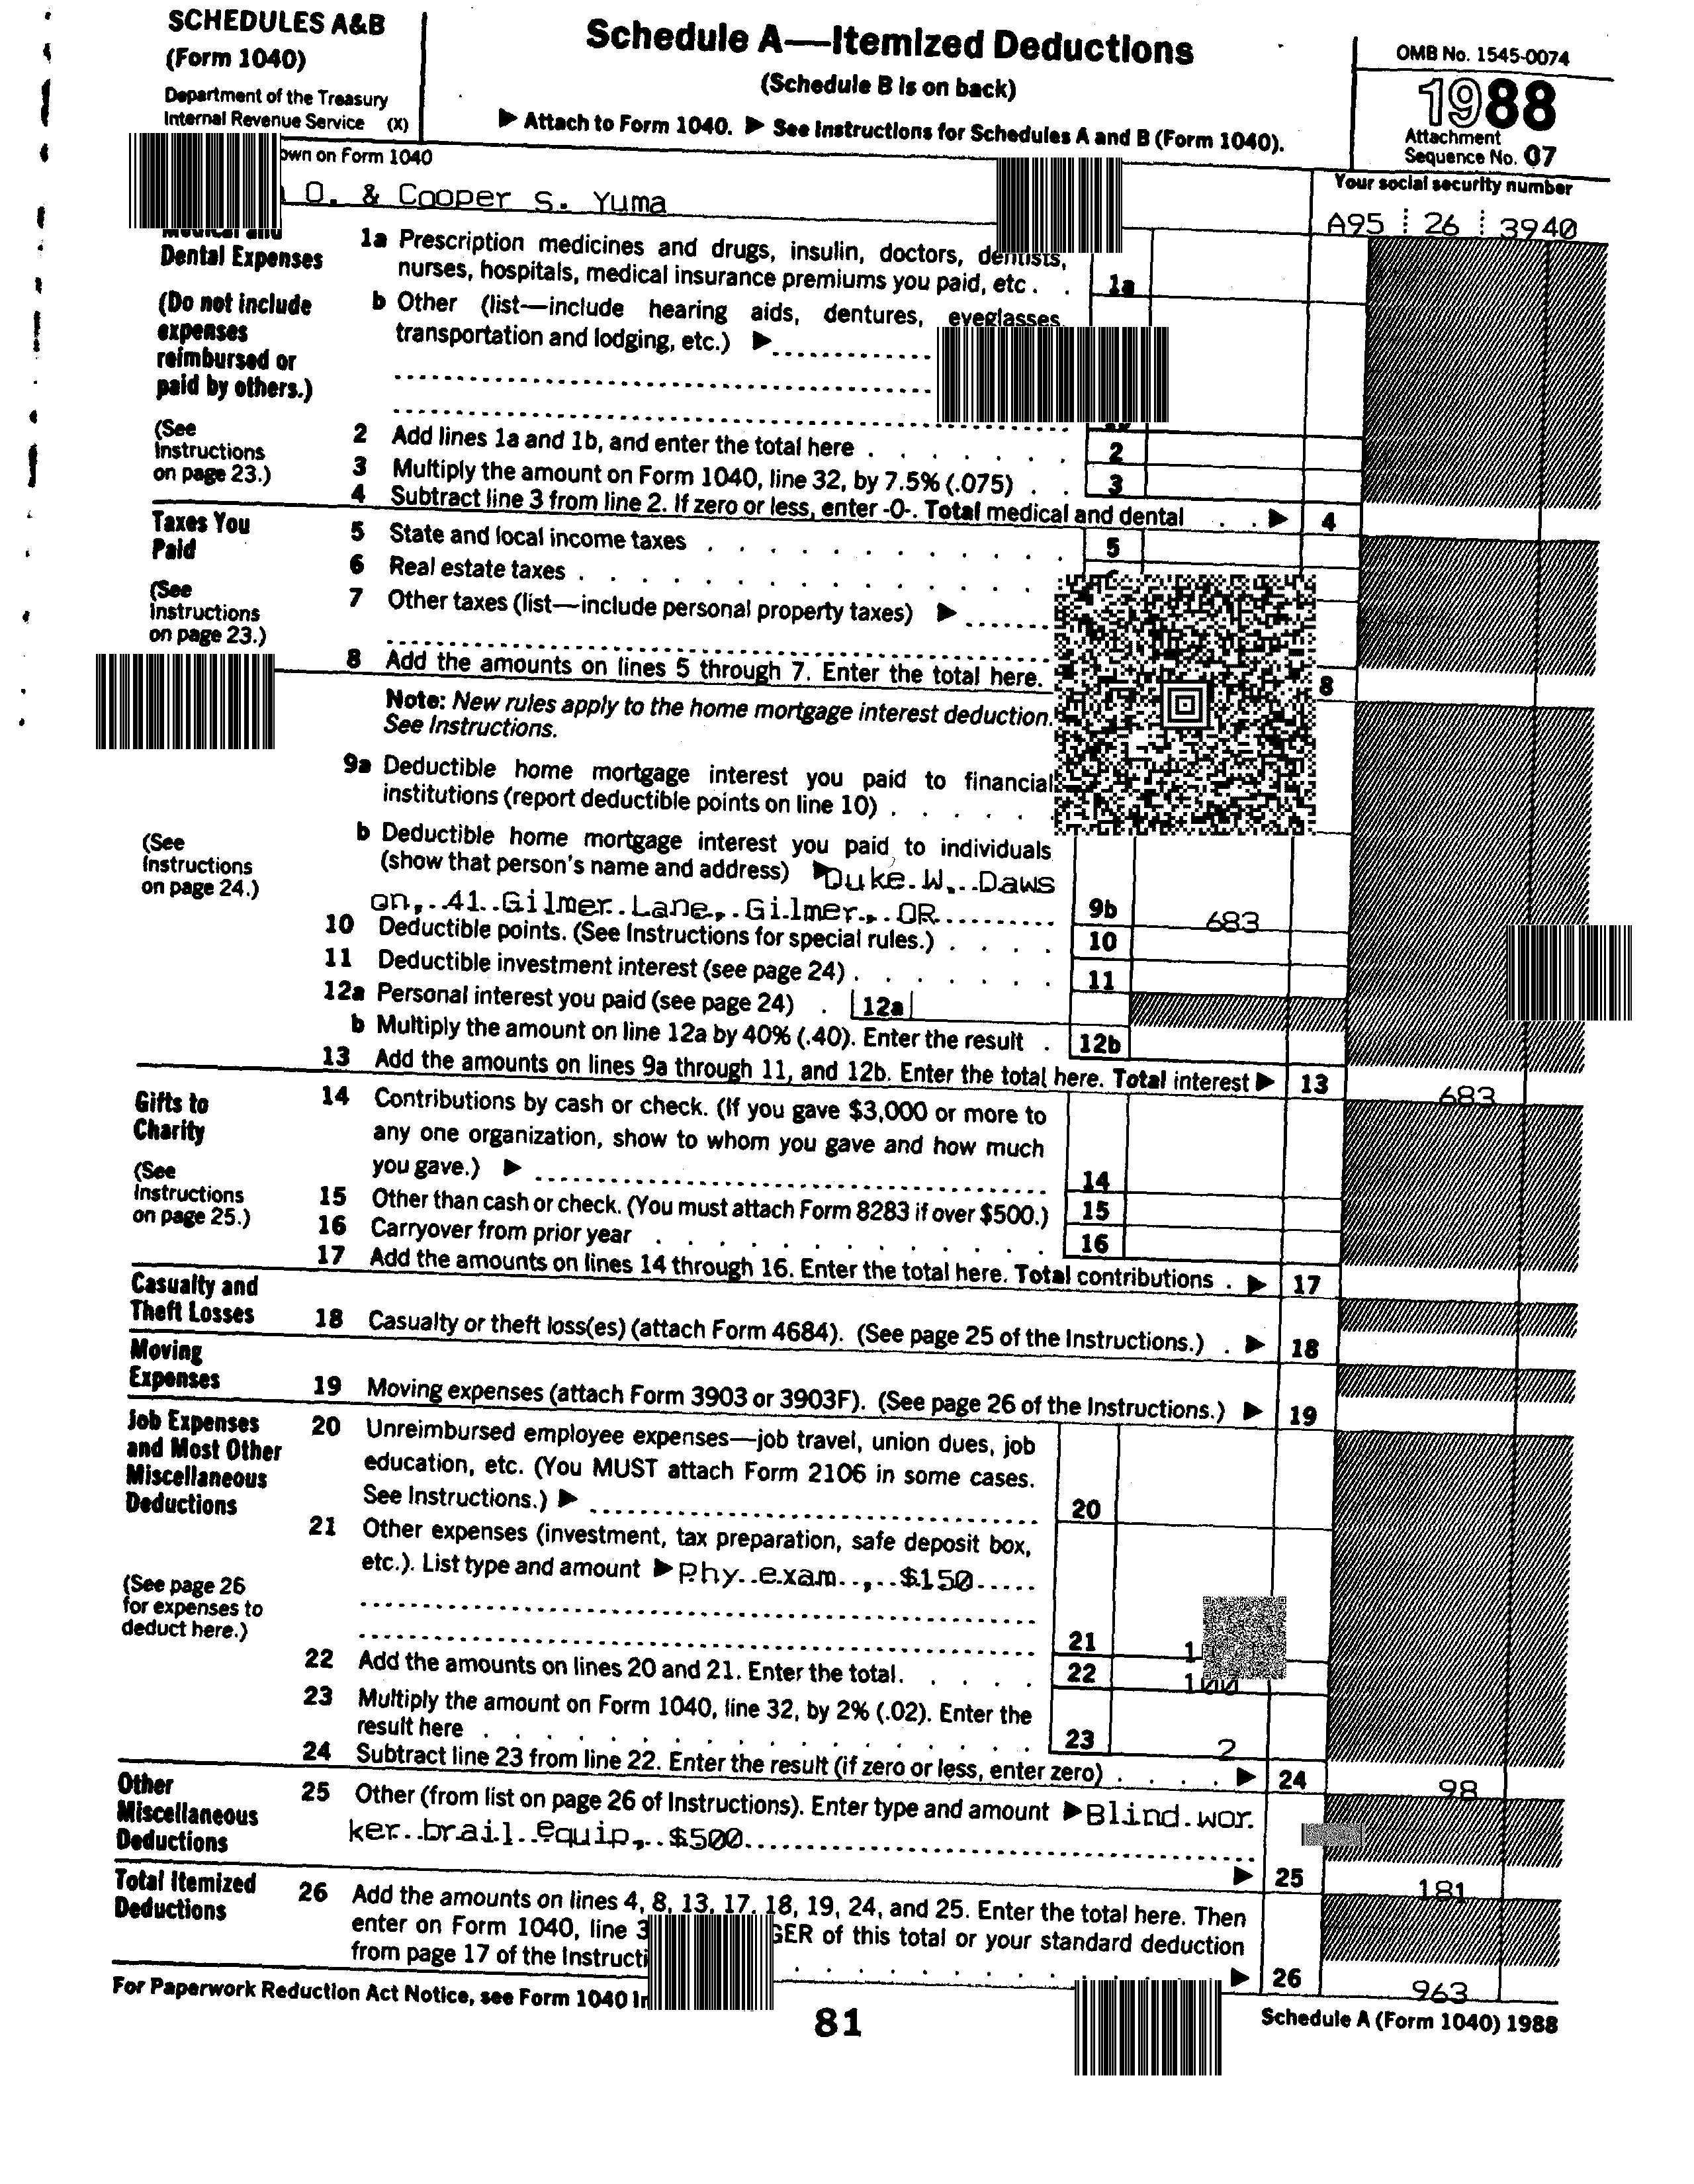 SCHEDULES A&B
(Form 1040)
Department of the Treasury
Internal Revenue Service (X)
Schedule A—Itemized Deductions
(Schedule B is on back)
▶ Attach to Form 1040. ▶ See Instructions for Schedules A and B (Form 1040).
OMB No. 1545-0074
1988
Attachment
Sequence No. 07
on Form 1040
O. & Cooper S. Yuma
Your social security number
A95 26 3940
Medical and
Dental Expenses
(Do not include
expenses
reimbursed or
paid by others.)
(See
Instructions
on page 23.)
1a Prescription medicines and drugs, insulin, doctors, dentists,
nurses, hospitals, medical insurance premiums you paid, etc . . 1a
b Other (list—include hearing aids, dentures, eyeglasses,
transportation and lodging, etc.) ▶
2 Add lines 1a and 1b, and enter the total here . . . . . . . 2
3 Multiply the amount on Form 1040, line 32, by 7.5% (.075) . . 3
4 Subtract line 3 from line 2. If zero or less, enter -0-. Total medical and dental . . ▶ 4
Taxes You
Paid
(See
Instructions
on page 23.)
5 State and local income taxes . . . . . . . . . . . . 5
6 Real estate taxes . . . . . . . . . . . . . . .
7 Other taxes (list—include personal property taxes) ▶
8 Add the amounts on lines 5 through 7. Enter the total here. 8
Note: New rules apply to the home mortgage interest deduction.
See Instructions.
(See
Instructions
on page 24.)
9a Deductible home mortgage interest you paid to financial
institutions (report deductible points on line 10) . . . . .
b Deductible home mortgage interest you paid to individuals
(show that person's name and address) ▶ Duke W. Daws
on, 41 Gilmer Lane, Gilmer, OR 9b 683
10 Deductible points. (See Instructions for special rules.) . . . . 10
11 Deductible investment interest (see page 24) . . . . . . . 11
12a Personal interest you paid (see page 24) . 12a
b Multiply the amount on line 12a by 40% (.40). Enter the result . 12b
13 Add the amounts on lines 9a through 11, and 12b. Enter the total here. Total interest ▶ 13 683
Gifts to
Charity
(See
Instructions
on page 25.)
14 Contributions by cash or check. (If you gave $3,000 or more to
any one organization, show to whom you gave and how much
you gave.) ▶ 14
15 Other than cash or check. (You must attach Form 8283 if over $500.) 15
16 Carryover from prior year . . . . . . . . . . . . . 16
17 Add the amounts on lines 14 through 16. Enter the total here. Total contributions . ▶ 17
Casualty and
Theft Losses
18 Casualty or theft loss(es) (attach Form 4684). (See page 25 of the Instructions.) . ▶ 18
Moving
Expenses
19 Moving expenses (attach Form 3903 or 3903F). (See page 26 of the Instructions.) ▶ 19
Job Expenses
and Most Other
Miscellaneous
Deductions
(See page 26
for expenses to
deduct here.)
20 Unreimbursed employee expenses—job travel, union dues, job
education, etc. (You MUST attach Form 2106 in some cases.
See Instructions.) ▶ 20
21 Other expenses (investment, tax preparation, safe deposit box,
etc.). List type and amount ▶ Phy exam , $150
21
22 Add the amounts on lines 20 and 21. Enter the total. . . . . 22 100
23 Multiply the amount on Form 1040, line 32, by 2% (.02). Enter the
result here . . . . . . . . . . . . . . . . . 23 2
24 Subtract line 23 from line 22. Enter the result (if zero or less, enter zero) . . . . ▶ 24 98
Other
Miscellaneous
Deductions
25 Other (from list on page 26 of Instructions). Enter type and amount ▶ Blind wor
ker brail equip, $500
▶ 25 181
Total Itemized
Deductions
26 Add the amounts on lines 4, 8, 13, 17, 18, 19, 24, and 25. Enter the total here. Then
enter on Form 1040, line of this total or your standard deduction
from page 17 of the . . . . . . . . . ▶ 26 963
For Paperwork Reduction Act Notice, see Form 1040
81
Schedule A (Form 1040) 1988